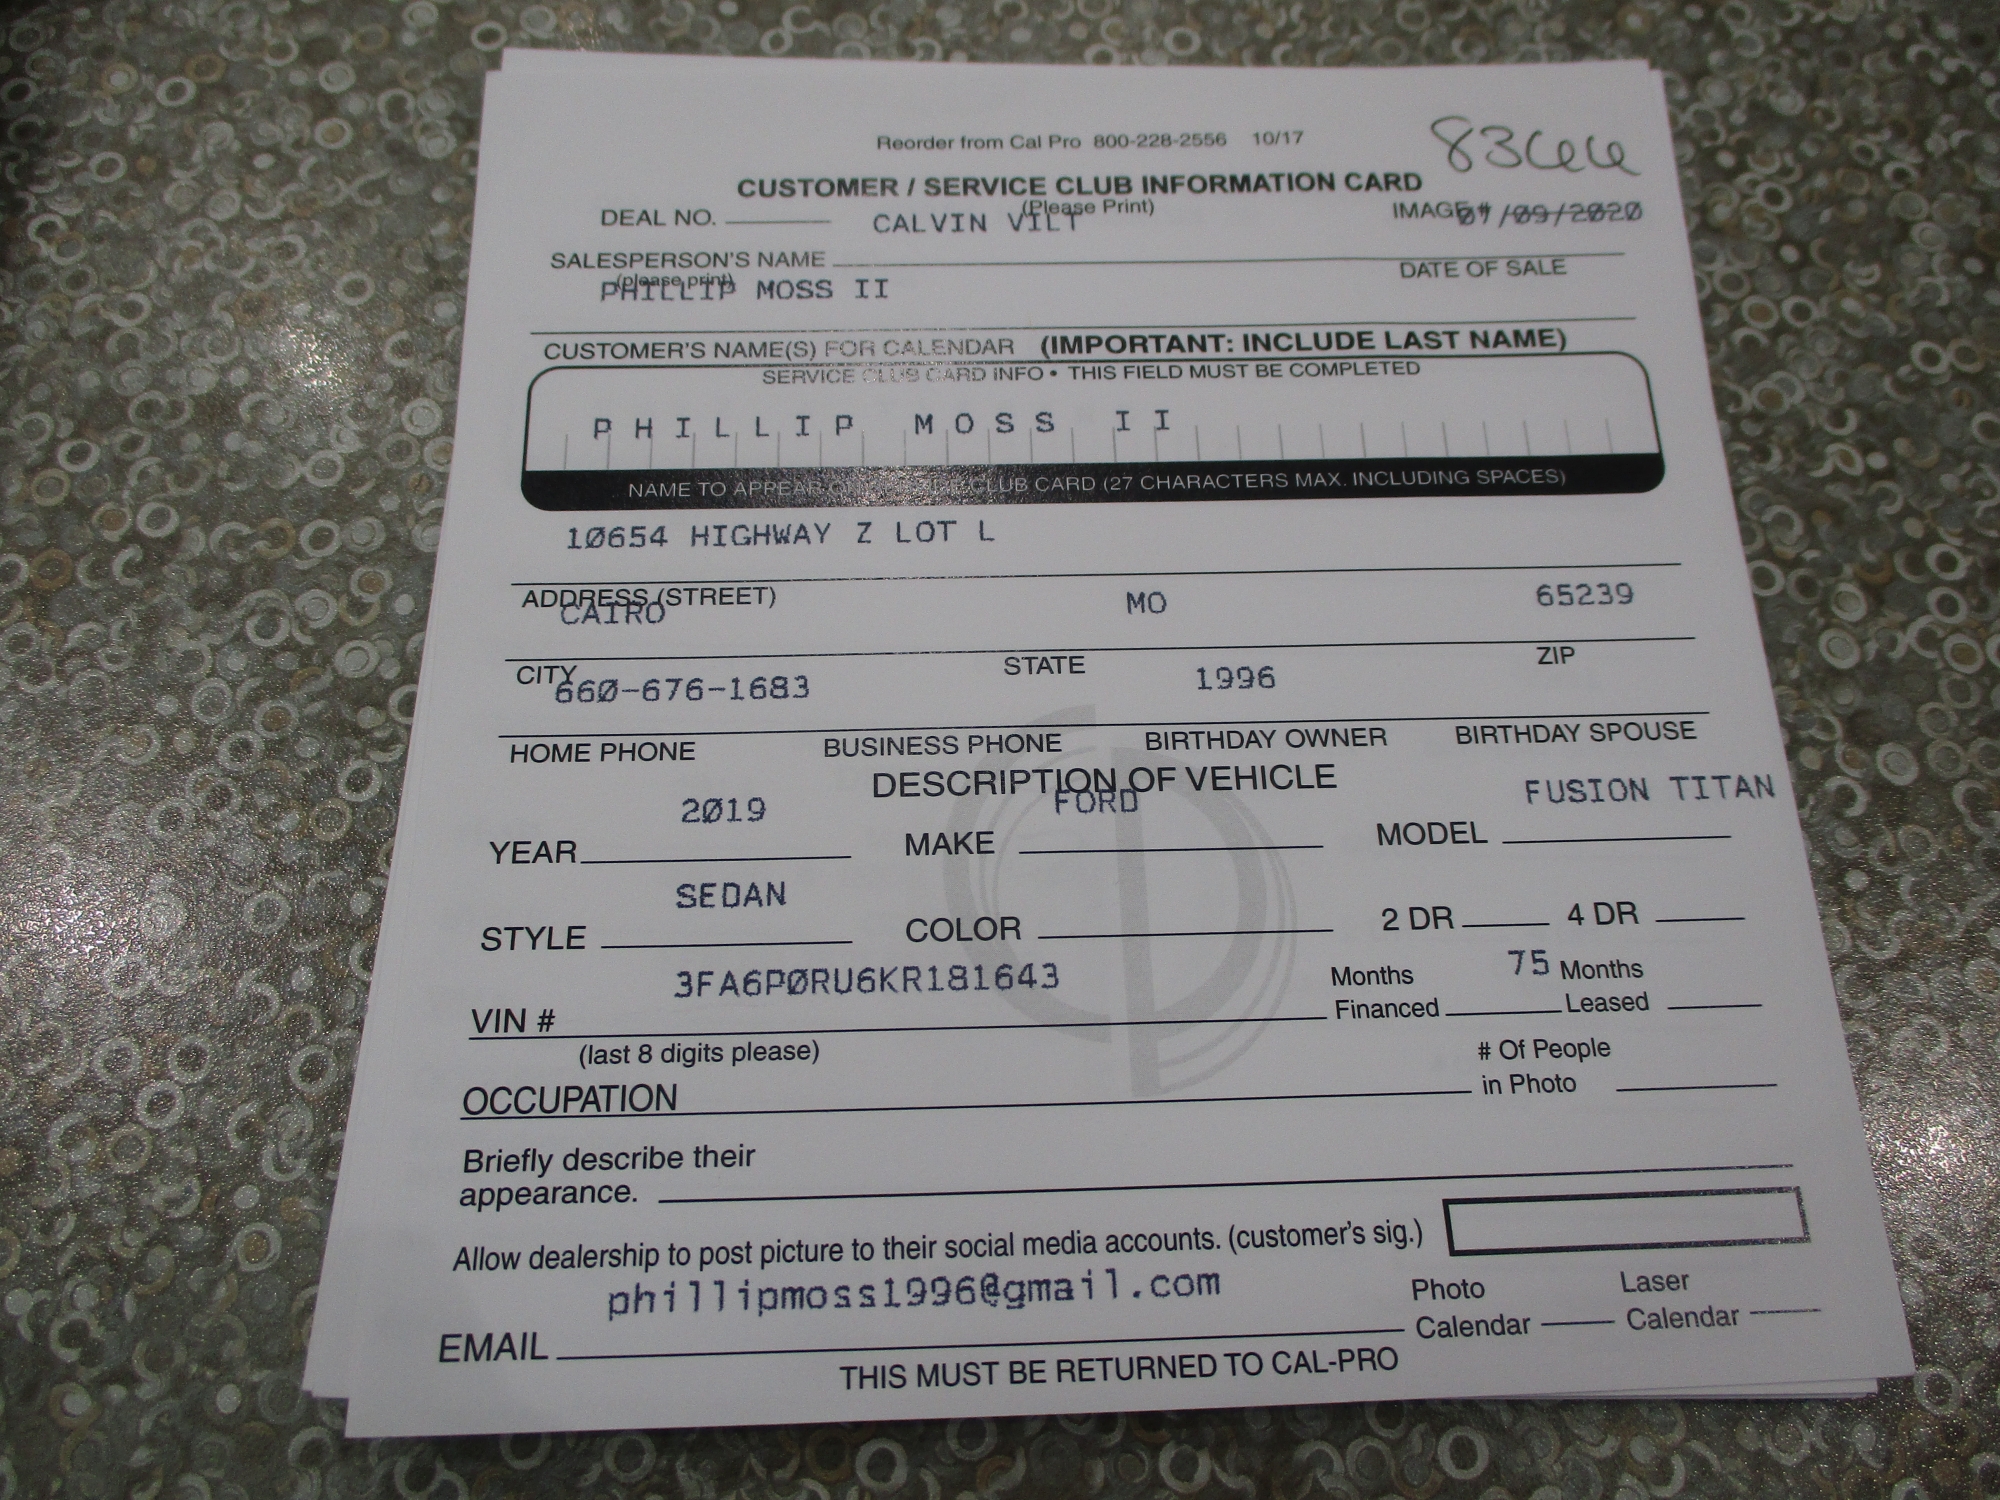 Reorder from Cal Pro 800-228-2556 10/17
83666
CUSTOMER / SERVICE CLUB INFORMATION CARD
(Please Print)
DEAL NO. CALVIN VILT IMAGE# /09/2020
SALESPERSON'S NAME DATE OF SALE
(please print)
PHILLIP MOSS II
CUSTOMER'S NAME(S) FOR CALENDAR (IMPORTANT: INCLUDE LAST NAME)
SERVICE CLUB CARD INFO • THIS FIELD MUST BE COMPLETED
PHILLIP MOSS II
NAME TO APPEAR CLUB CARD (27 CHARACTERS MAX. INCLUDING SPACES)
10654 HIGHWAY Z LOT L
ADDRESS (STREET)
CAIRO MO 65239
CITY STATE ZIP
660-676-1683 1996
HOME PHONE BUSINESS PHONE BIRTHDAY OWNER BIRTHDAY SPOUSE
DESCRIPTION OF VEHICLE
2019 FORD FUSION TITAN
YEAR MAKE MODEL
SEDAN
STYLE COLOR 2 DR 4 DR
3FA6P0RU6KR181643 Months 75 Months
VIN # Financed Leased
(last 8 digits please) # Of People
OCCUPATION in Photo
Briefly describe their
appearance.
Allow dealership to post picture to their social media accounts. (customer's sig.)
phillipmoss1996@gmail.com Photo Laser
EMAIL Calendar Calendar
THIS MUST BE RETURNED TO CAL-PRO